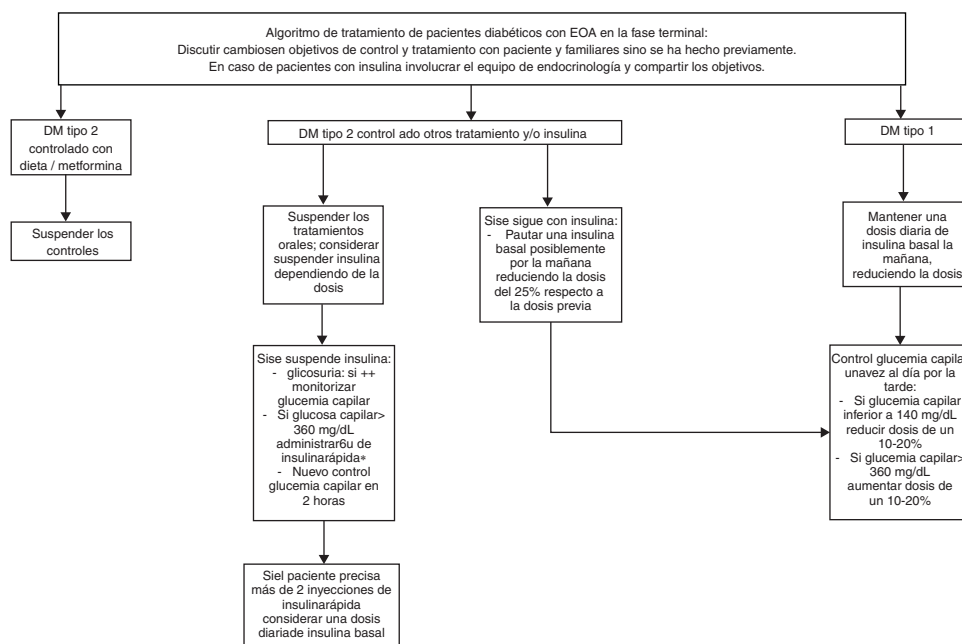 Algoritmo de tratamiento de pacientes diabéticos con EOA en la fase terminal:
Discutir cambiosen objetivos de control y tratamiento con paciente y familiares sino se ha hecho previamente.
En caso de pacientes con insulina involucrar el equipo de endocrinología y compartir los objetivos.
DM tipo 2
controlado con
dieta / metformina
Suspender los
controles
DM tipo 2 control ado otros tratamiento y/o insulina
Suspender los
tratamientos
orales; considerar
suspender insulina
dependiendo de la
dosis
Sise suspende insulina:
- glicosuria: si ++
monitorizar
glucemia capilar
- Si glucosa capilar>
360 mg/dL
administrar6u de
insulinarápida*
- Nuevo control
glucemia capilar en
2 horas
Siel paciente precisa
más de 2 inyecciones de
insulinarápida
considerar una dosis
diariade insulina basal
Sise sigue con insulina:
- Pautar una insulina
basal posiblemente
por la mañana
reduciendo la dosis
del 25% respecto a
la dosis previa
DM tipo 1
Mantener una
dosis diaria de
insulina basal la
mañana,
reduciendo la dosis
Control glucemia capila
unavez al día por la
tarde:
- Si glucemia capilar
inferior a 140 mg/dL
reducir dosis de un
10-20%
- Si glucemia capilar>
360 mg/dL
aumentar dosis de
un 10-20%